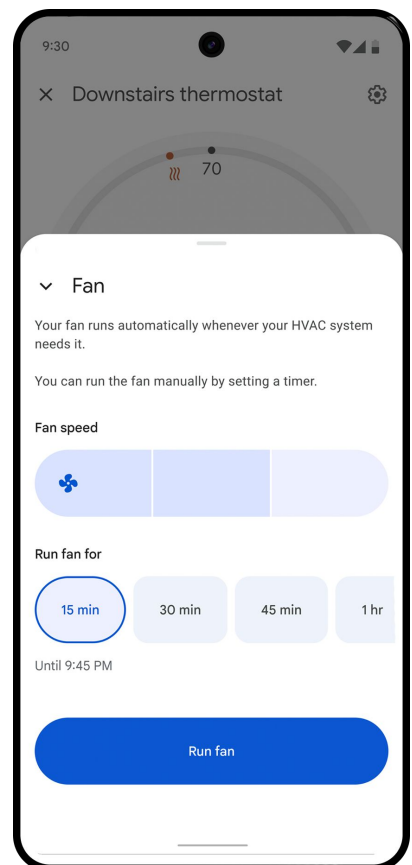 9:30
Downstairs thermostat
70
Fan
Your fan runs automatically whenever your HVAC system
needs it.
You can run the fan manually by setting a timer.
Fan speed
Run fan for
15 min
30 min
45 min
1 hr
Until 9:45 PM
Run fan